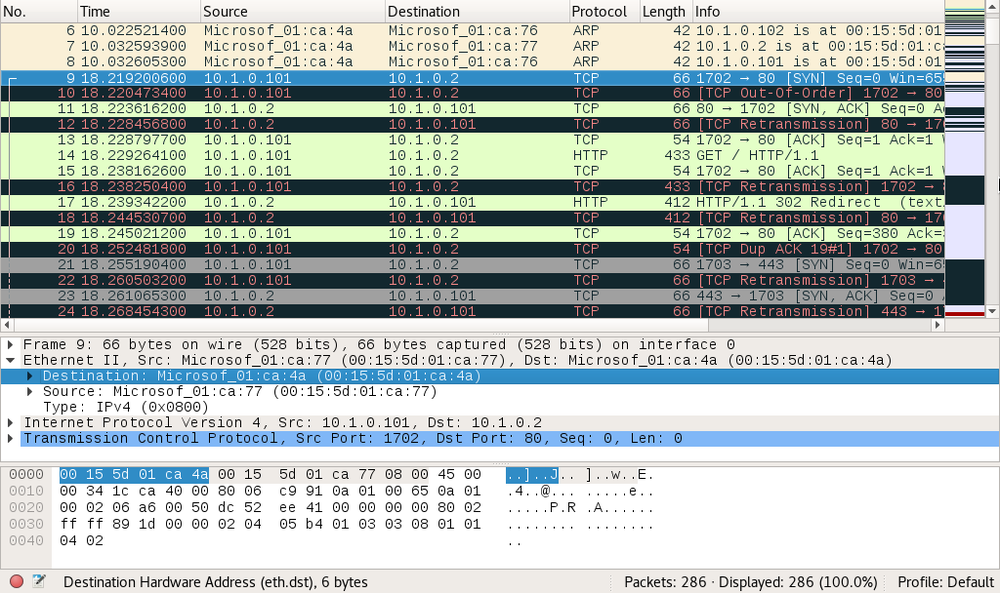 No. Time Source Destination Protocol Length Info
6 10.022521400 Microsof_01:ca:4a Microsof_01:ca:76 ARP 42 10.1.0.102 is at 00:15:5d:01
7 10.032593900 Microsof_01:ca:4a Microsof_01:ca:77 ARP 42 10.1.0.2 is at 00:15:5d:01:ca
8 10.032605300 Microsof_01:ca:4a Microsof_01:ca:76 ARP 42 10.1.0.101 is at 00:15:5d:01
9 18.219200600 10.1.0.101 10.1.0.2 TCP 66 1702 → 80 [SYN] Seq=0 Win=655
10 18.220473400 10.1.0.101 10.1.0.2 TCP 66 [TCP Out-Of-Order] 1702 → 80
11 18.223616200 10.1.0.2 10.1.0.101 TCP 66 80 → 1702 [SYN, ACK] Seq=0 A
12 18.228456800 10.1.0.2 10.1.0.101 TCP 66 [TCP Retransmission] 80 → 17
13 18.228797700 10.1.0.101 10.1.0.2 TCP 54 1702 → 80 [ACK] Seq=1 Ack=1
14 18.229264100 10.1.0.101 10.1.0.2 HTTP 433 GET / HTTP/1.1
15 18.238162600 10.1.0.101 10.1.0.2 TCP 54 1702 → 80 [ACK] Seq=1 Ack=1
16 18.238250400 10.1.0.101 10.1.0.2 TCP 433 [TCP Retransmission] 1702 →
17 18.239342200 10.1.0.2 10.1.0.101 HTTP 412 HTTP/1.1 302 Redirect (text/
18 18.244530700 10.1.0.2 10.1.0.101 TCP 412 [TCP Retransmission] 80 → 170
19 18.245021200 10.1.0.101 10.1.0.2 TCP 54 1702 → 80 [ACK] Seq=380 Ack=
20 18.252481800 10.1.0.101 10.1.0.2 TCP 54 [TCP Dup ACK 19#1] 1702 → 80
21 18.255190400 10.1.0.101 10.1.0.2 TCP 66 1703 → 443 [SYN] Seq=0 Win=65
22 18.260503200 10.1.0.101 10.1.0.2 TCP 66 [TCP Retransmission] 1703 →
23 18.261065300 10.1.0.2 10.1.0.101 TCP 66 443 → 1703 [SYN, ACK] Seq=0
24 18.268454300 10.1.0.2 10.1.0.101 TCP 66 [TCP Retransmission] 443 → 1
Frame 9: 66 bytes on wire (528 bits), 66 bytes captured (528 bits) on interface 0
Ethernet II, Src: Microsof_01:ca:77 (00:15:5d:01:ca:77), Dst: Microsof_01:ca:4a (00:15:5d:01:ca:4a)
Destination: Microsof_01:ca:4a (00:15:5d:01:ca:4a)
Source: Microsof_01:ca:77 (00:15:5d:01:ca:77)
Type: IPv4 (0x0800)
Internet Protocol Version 4, Src: 10.1.0.101, Dst: 10.1.0.2
Transmission Control Protocol, Src Port: 1702, Dst Port: 80, Seq: 0, Len: 0
0000 00 15 5d 01 ca 4a 00 15 5d 01 ca 77 08 00 45 00 ..]..J.. ]..w..E.
0010 00 34 1c ca 40 00 80 06 c9 91 0a 01 00 65 0a 01 .4..@... .....e..
0020 00 02 06 a6 00 50 dc 52 ee 41 00 00 00 00 80 02 .....P.R .A......
0030 ff ff 89 1d 00 00 02 04 05 b4 01 03 03 08 01 01 ........ ........
0040 04 02 ..
Destination Hardware Address (eth.dst), 6 bytes Packets: 286 · Displayed: 286 (100.0%) Profile: Default